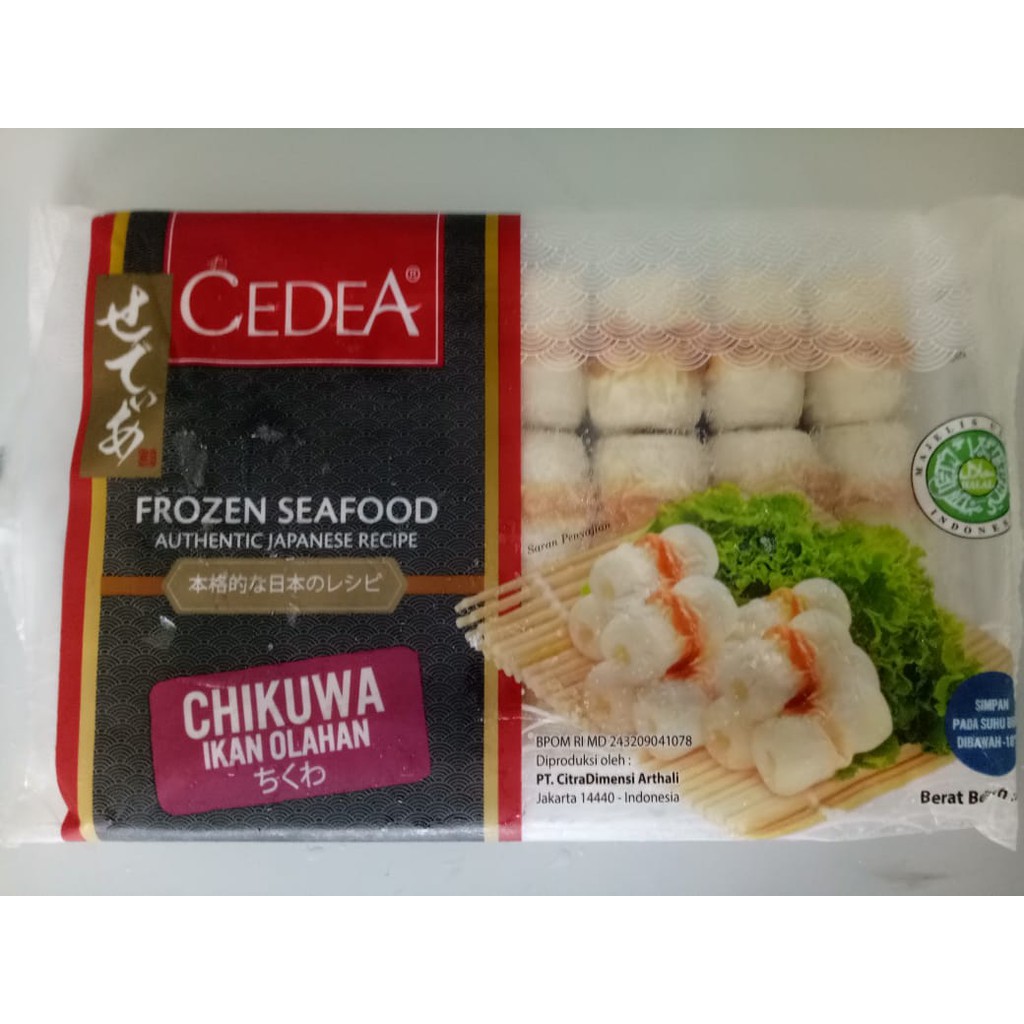 せでぃあ
CEDEA®
FROZEN SEAFOOD
AUTHENTIC JAPANESE RECIPE
本格的な日本のレシピ
CHIKUWA
IKAN OLAHAN
ちくわ
Saran Penyajian
BPOM RI MD 243209041078
Diproduksi oleh :
PT. CitraDimensi Arthali
Jakarta 14440 - Indonesia
MAJELIS
HALAL
INDONES
SIMPAN
PADA SUHU
DIBAWAH -18°
Berat